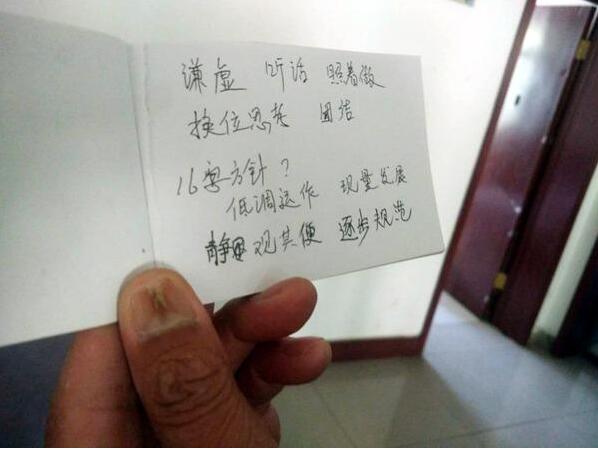 谦虚 听话 照着做
换位思考 团结
16字方针？
低调运作 现量发展
静观其便 逐步规范